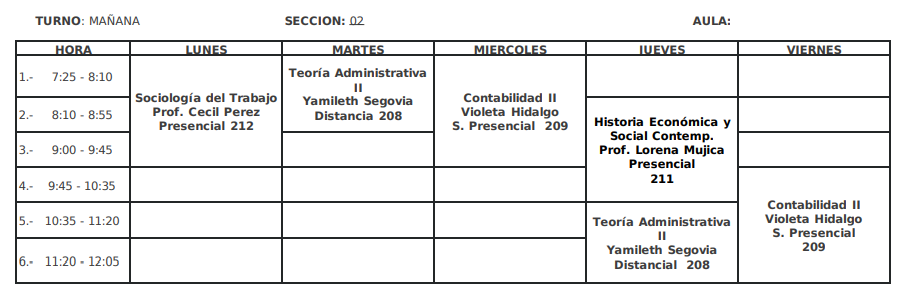 TURNO: MAÑANA SECCION: 02 AULA:
HORA LUNES MARTES MIERCOLES JUEVES VIERNES
1.- 7:25 - 8:10
2.- 8:10 - 8:55
3.- 9:00 - 9:45
4.- 9:45 - 10:35
5.- 10:35 - 11:20
6.- 11:20 - 12:05
Sociología del Trabajo
Prof. Cecil Perez
Presencial 212
Teoría Administrativa
II
Yamileth Segovia
Distancia 208
Contabilidad II
Violeta Hidalgo
S. Presencial 209
Historia Económica y
Social Contemp.
Prof. Lorena Mujica
Presencial
211
Teoría Administrativa
II
Yamileth Segovia
Distancial 208
Contabilidad II
Violeta Hidalgo
S. Presencial
209